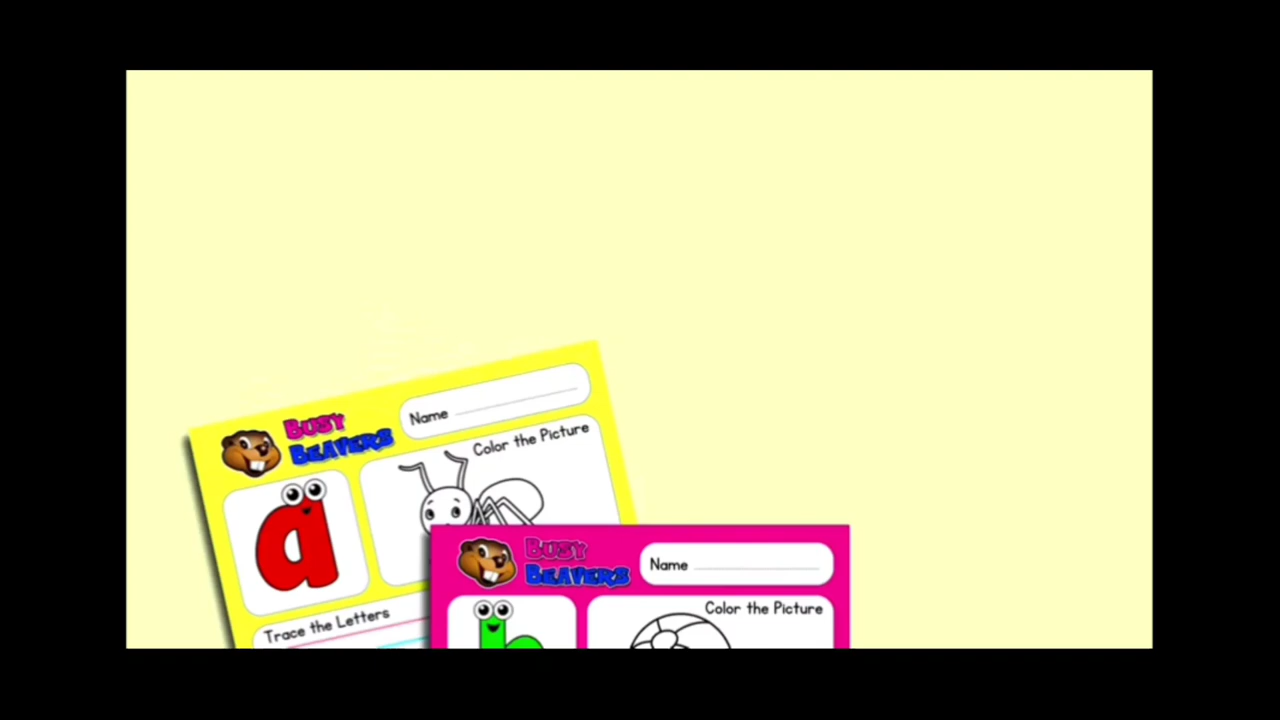 BUSY
BEAVERS
Name
Color the Picture
a
Trace the Letters
BUSY
BEAVERS
Name
Color the Picture
b